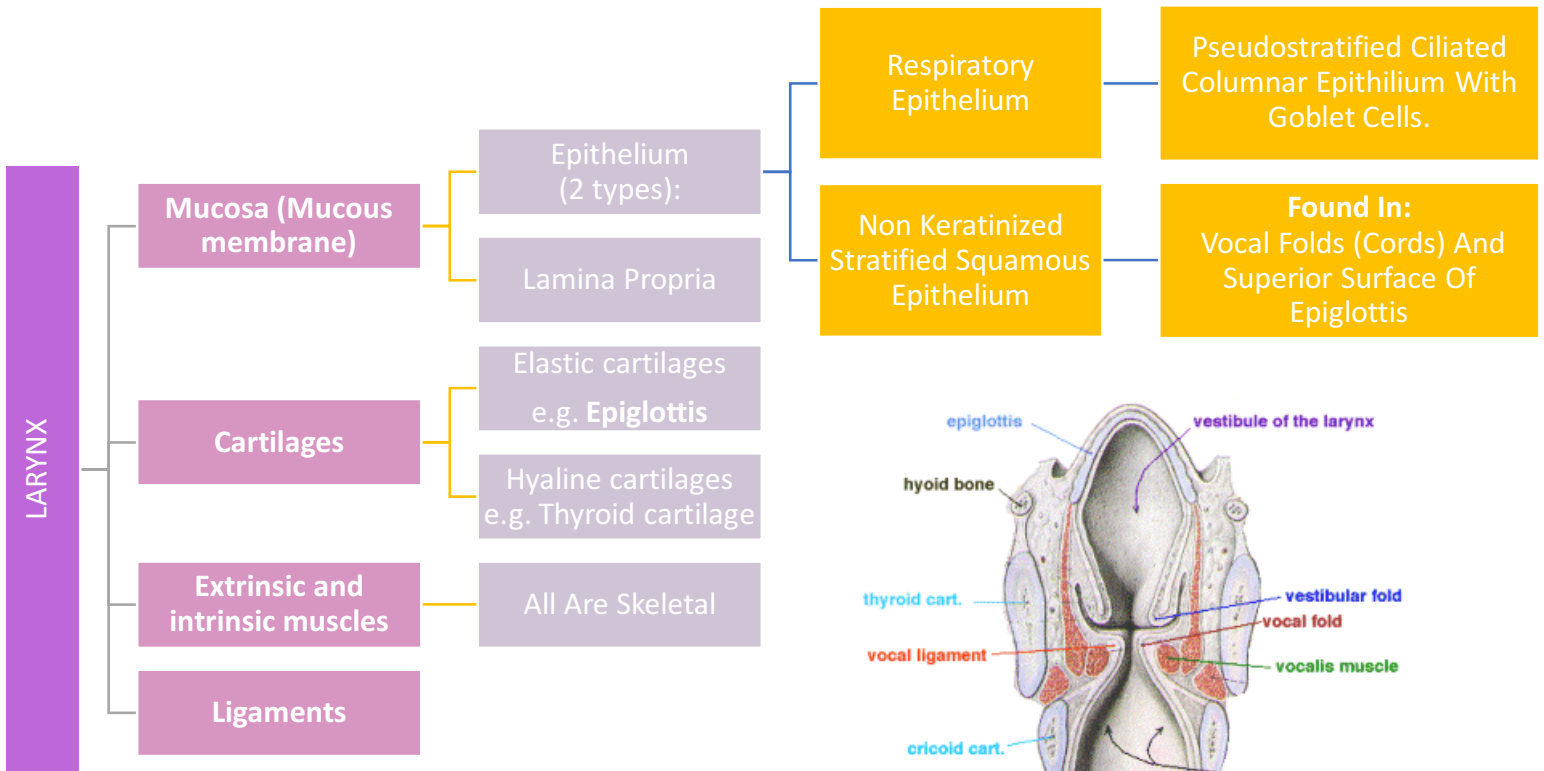 LARYNX
Mucosa (Mucous
membrane)
Epithelium
(2 types):
Respiratory
Epithelium
Pseudostratified Ciliated
Columnar Epithilium With
Goblet Cells.
Non Keratinized
Stratified Squamous
Epithelium
Found In:
Vocal Folds (Cords) And
Superior Surface Of
Epiglottis
Lamina Propria
Cartilages
Elastic cartilages
e.g. Epiglottis
Hyaline cartilages
e.g. Thyroid cartilage
Extrinsic and
intrinsic muscles
All Are Skeletal
Ligaments
epiglottis
vestibule of the larynx
hyoid bone
thyroid cart.
vestibular fold
vocal fold
vocal ligament
vocalis muscle
cricoid cart.